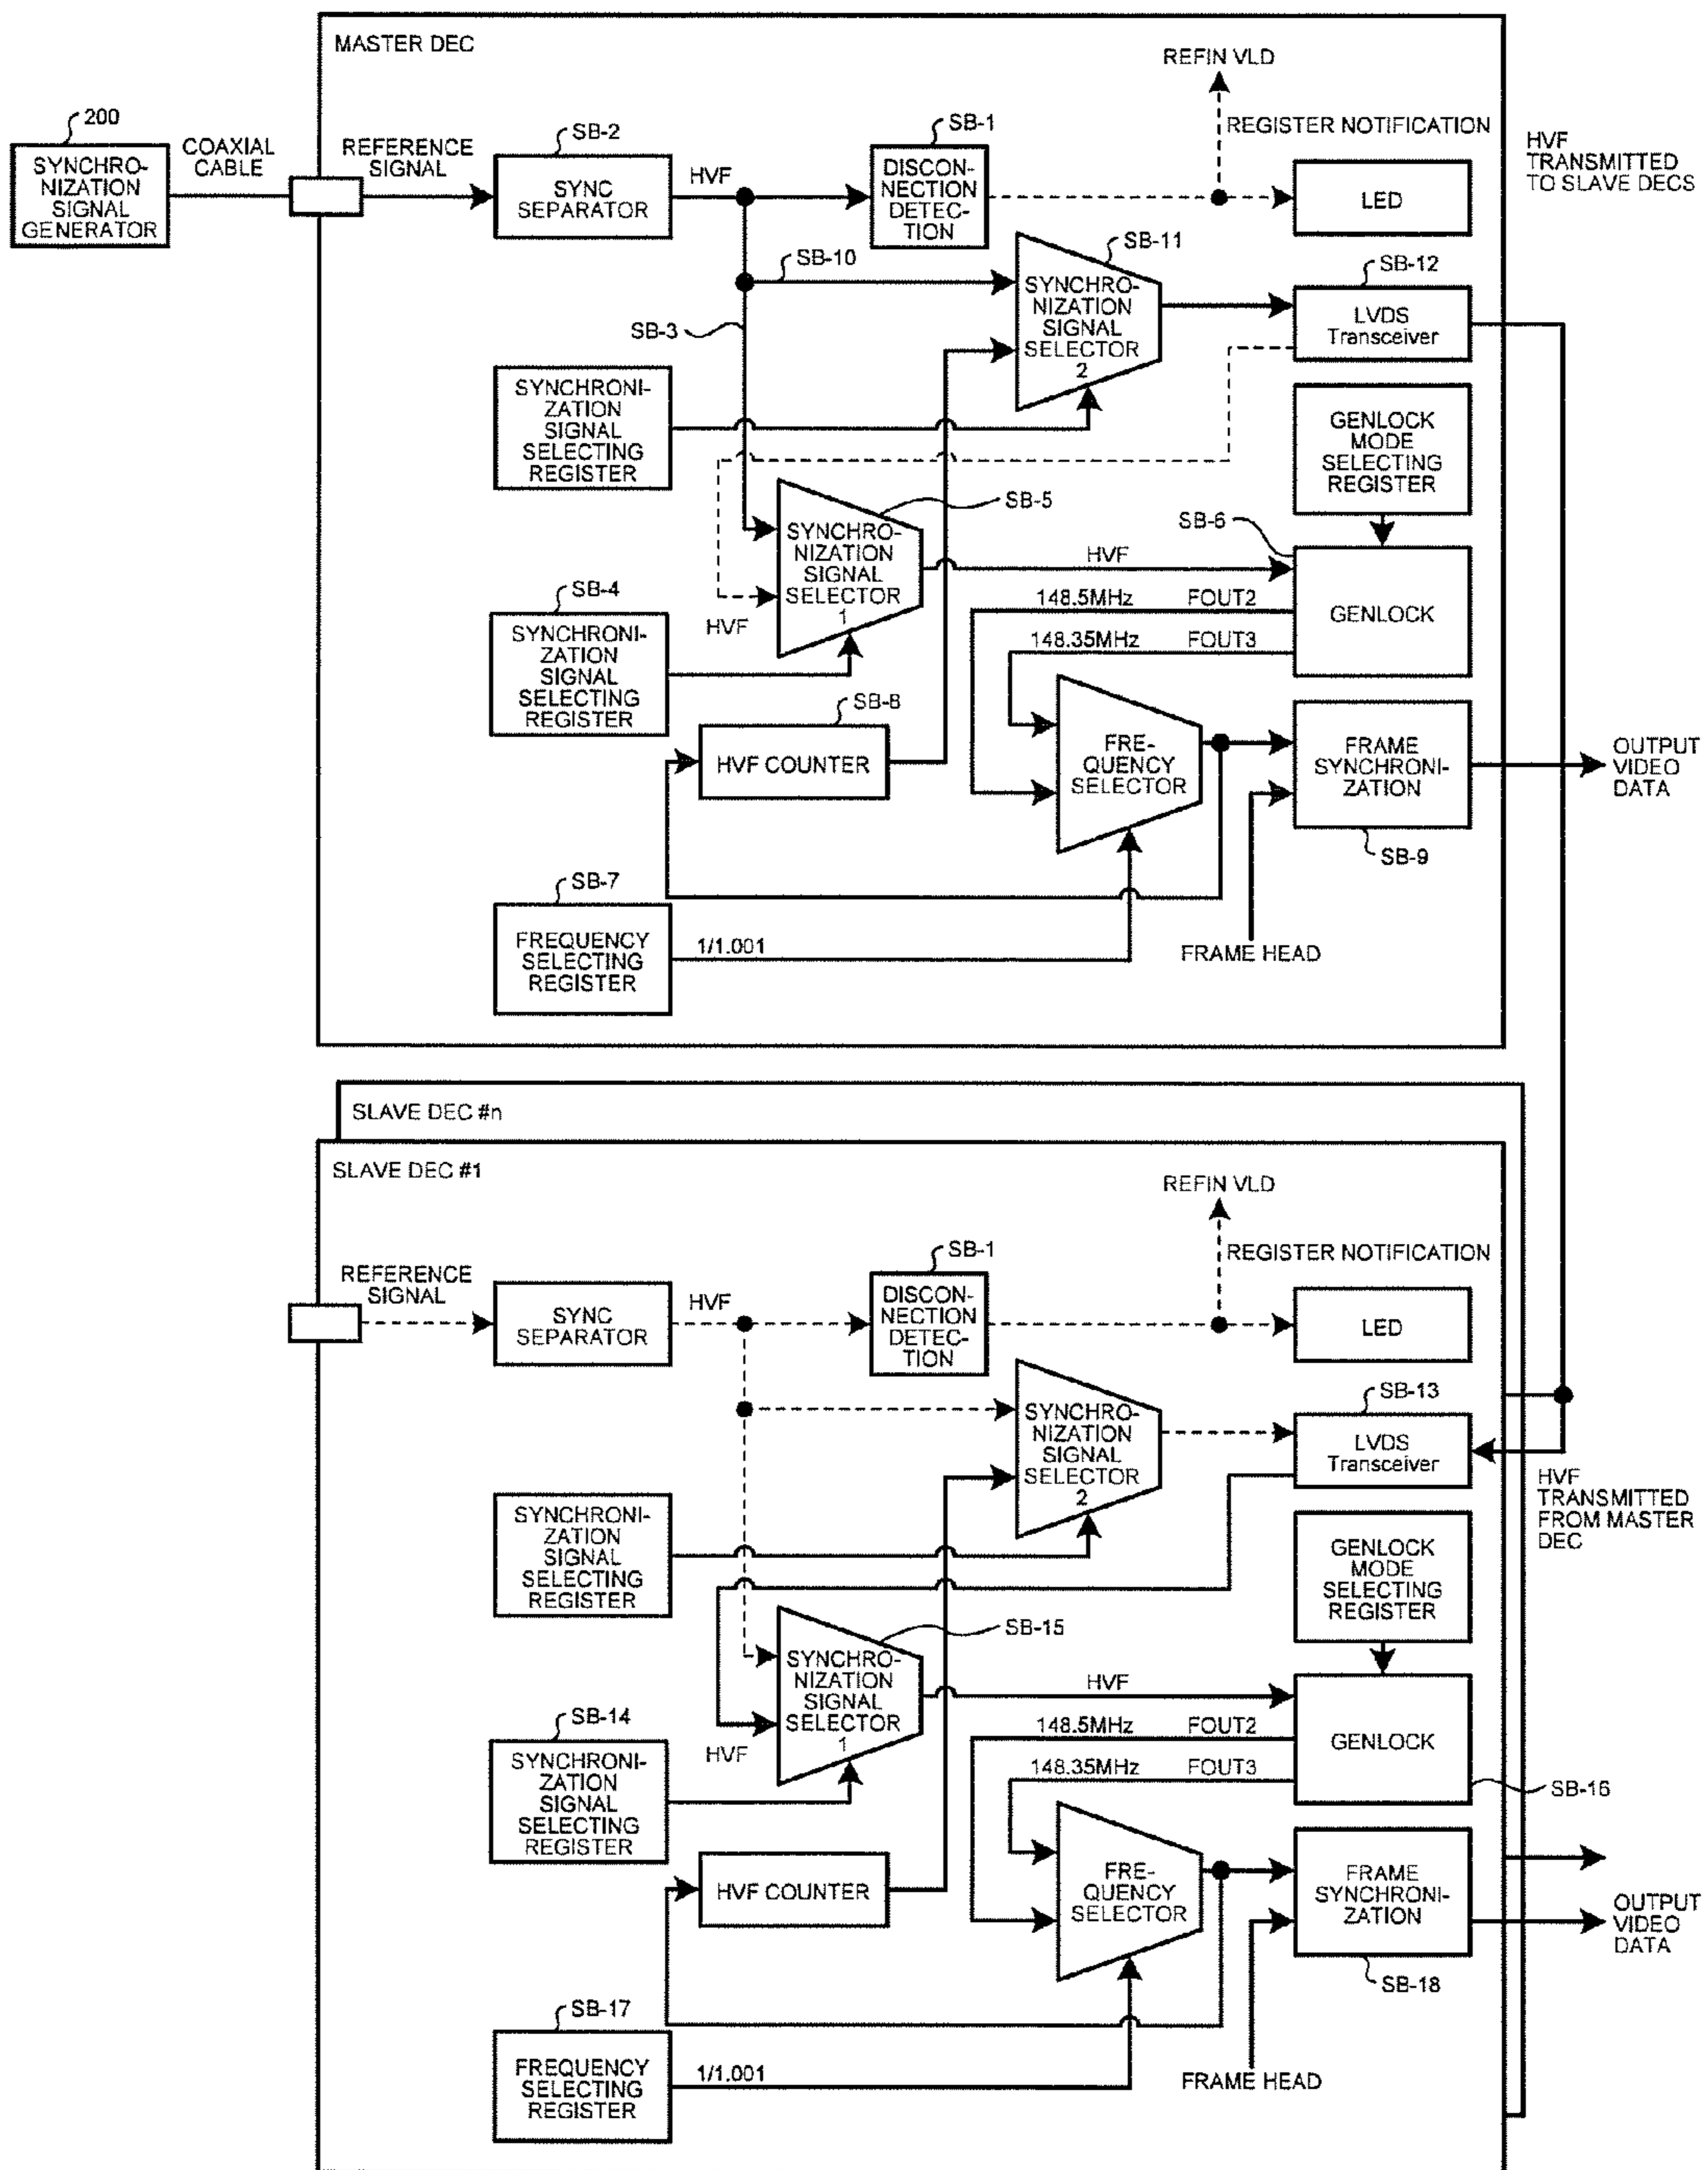 MASTER DEC
REFIN VLD
REGISTER NOTIFICATION
HVF
TRANSMITTED
TO SLAVE DECS
200
SYNCHRO-
NIZATION
SIGNAL
GENERATOR
COAXIAL
CABLE
REFERENCE
SIGNAL
SB-2
SYNC
SEPARATOR
HVF
SB-1
DISCON-
NECTION
DETEC-
TION
LED
SB-10
SB-11
SYNCHRO-
NIZATION
SIGNAL
SELECTOR
2
SB-12
LVDS
Transceiver
SB-3
SYNCHRONI-
ZATION
SIGNAL
SELECTING
REGISTER
GENLOCK
MODE
SELECTING
REGISTER
SB-5
SYNCHRO-
NIZATION
SIGNAL
SELECTOR
1
HVF
HVF
SB-6
GENLOCK
148.5MHz
FOUT2
148.35MHz
FOUT3
SB-4
SYNCHRONI-
ZATION
SIGNAL
SELECTING
REGISTER
SB-8
HVF COUNTER
FRE-
QUENCY
SELECTOR
FRAME
SYNCHRONI-
ZATION
SB-9
OUTPUT
VIDEO
DATA
SB-7
FREQUENCY
SELECTING
REGISTER
1/1.001
FRAME HEAD
SLAVE DEC #n
SLAVE DEC #1
REFIN VLD
REGISTER NOTIFICATION
REFERENCE
SIGNAL
SYNC
SEPARATOR
HVF
SB-1
DISCON-
NECTION
DETEC-
TION
LED
SYNCHRO-
NIZATION
SIGNAL
SELECTOR
2
SB-13
LVDS
Transceiver
HVF
TRANSMITTED
FROM MASTER
DEC
SYNCHRONI-
ZATION
SIGNAL
SELECTING
REGISTER
GENLOCK
MODE
SELECTING
REGISTER
SB-15
SYNCHRO-
NIZATION
SIGNAL
SELECTOR
1
HVF
HVF
GENLOCK
SB-16
148.5MHz
FOUT2
148.35MHz
FOUT3
SB-14
SYNCHRONI-
ZATION
SIGNAL
SELECTING
REGISTER
HVF COUNTER
FRE-
QUENCY
SELECTOR
FRAME
SYNCHRONI-
ZATION
SB-18
OUTPUT
VIDEO
DATA
SB-17
FREQUENCY
SELECTING
REGISTER
1/1.001
FRAME HEAD